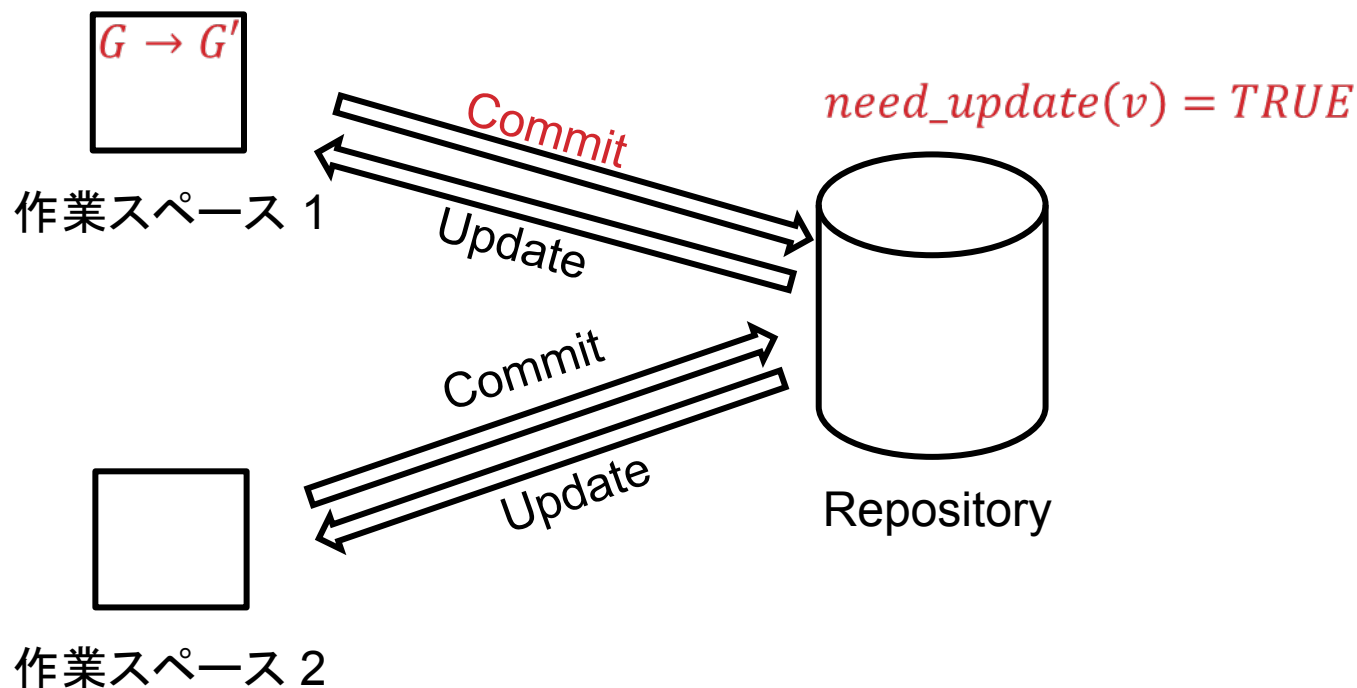 G → G′
need_update(v) = TRUE
Commit
作業スペース 1
Update
Commit
Update
Repository
作業スペース 2